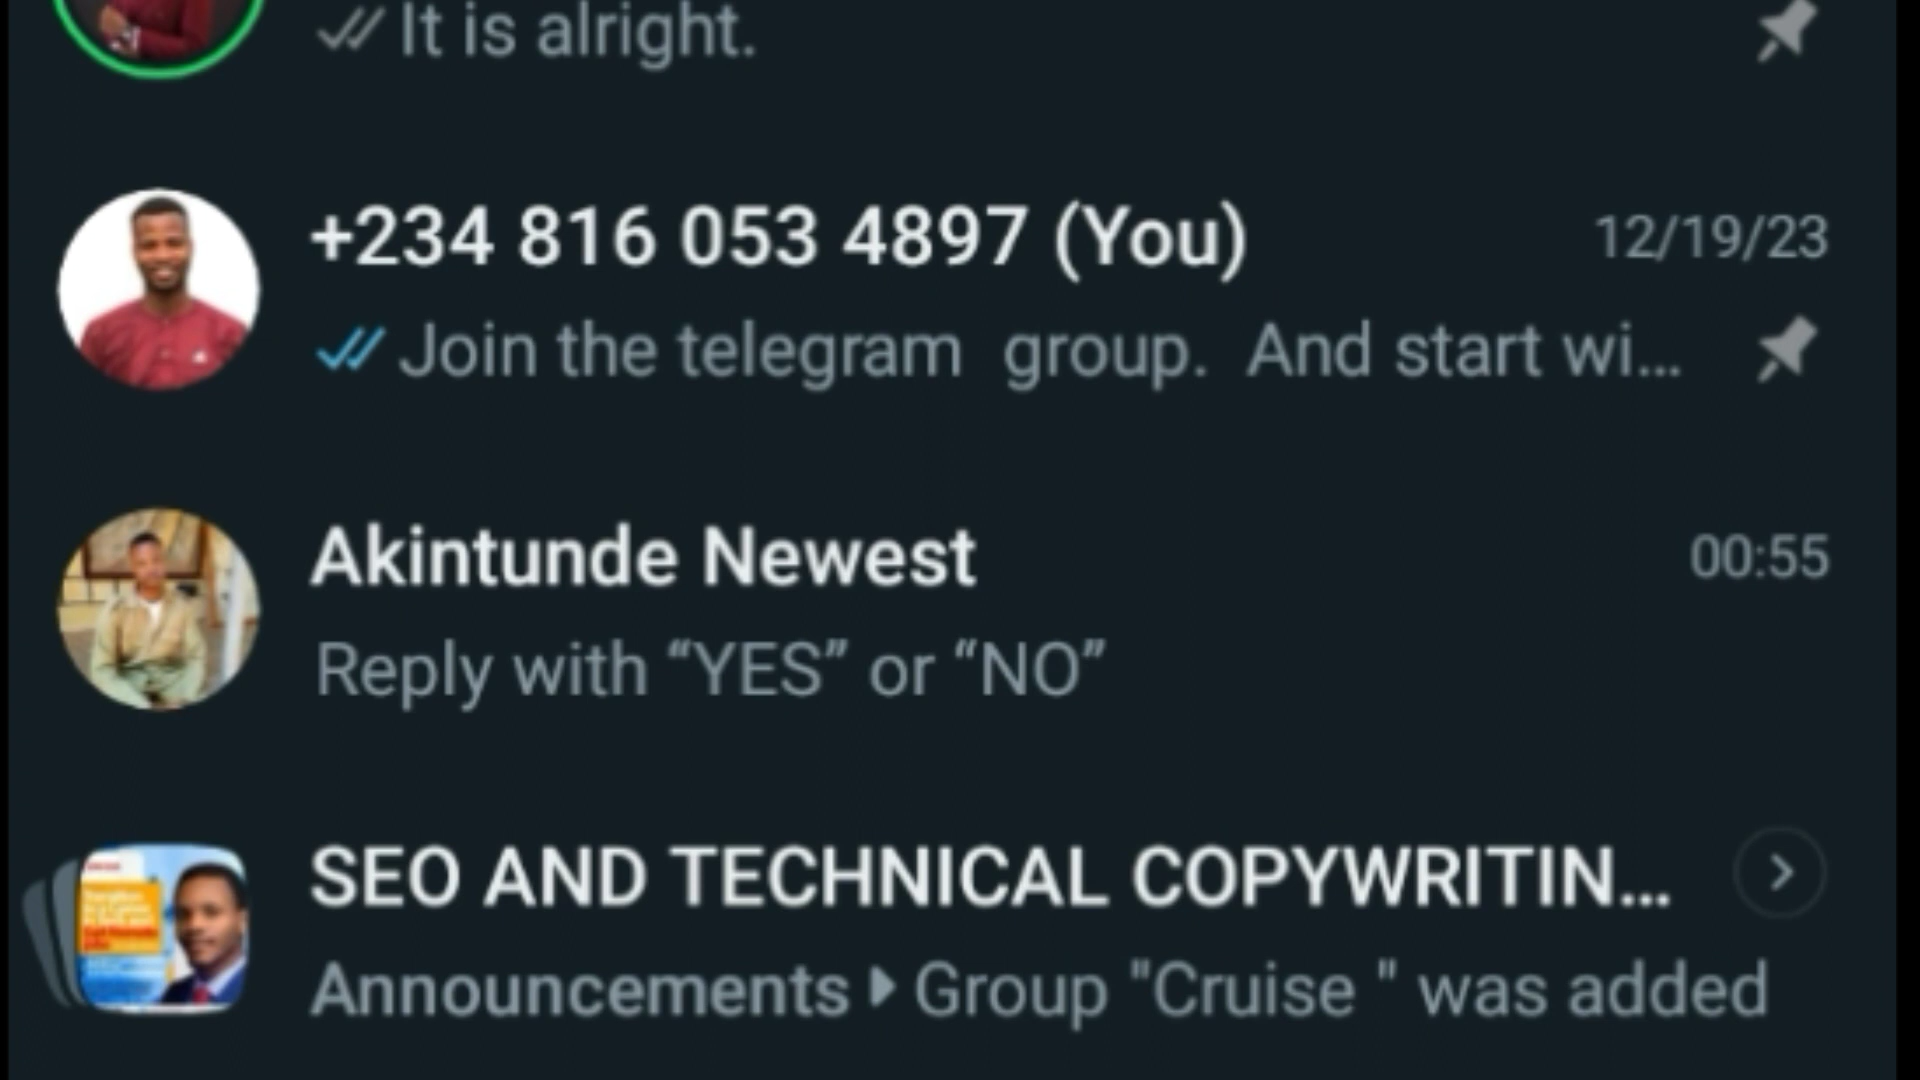 It is alright.
+234 816 053 4897 (You)
12/19/23
Join the telegram  group.  And start wi...
Akintunde Newest
00:55
Reply with “YES” or “NO”
SEO AND TECHNICAL COPYWRITIN...
Announcements ▸ Group "Cruise " was added